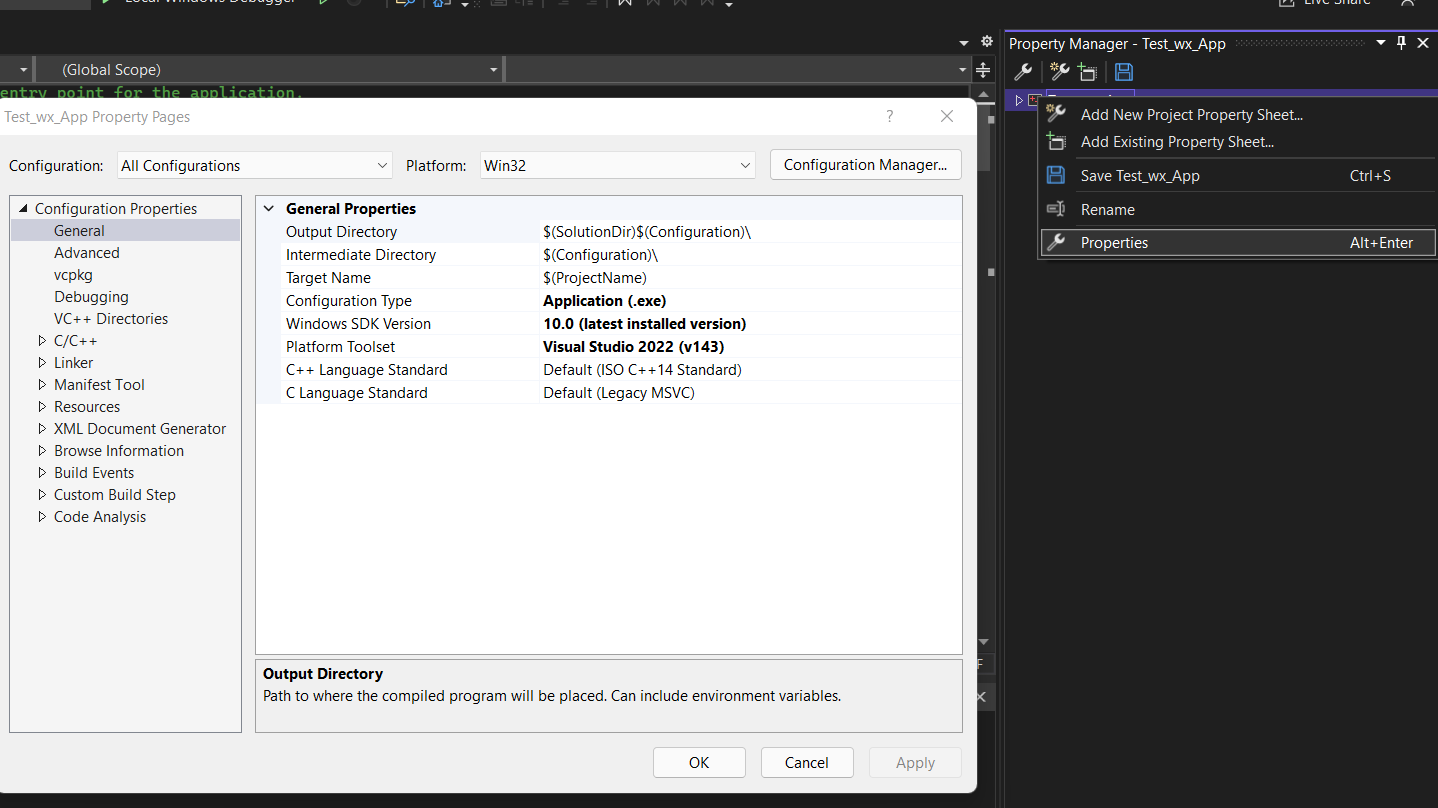 Local Windows Debugger
Live Share
Property Manager - Test_wx_App
(Global Scope)
entry point for the application.
Test_wx_App Property Pages
?
Configuration:
All Configurations
Platform:
Win32
Configuration Manager...
Configuration Properties
General
Advanced
vcpkg
Debugging
VC++ Directories
C/C++
Linker
Manifest Tool
Resources
XML Document Generator
Browse Information
Build Events
Custom Build Step
Code Analysis
General Properties
Output Directory $(SolutionDir)$(Configuration)\
Intermediate Directory $(Configuration)\
Target Name $(ProjectName)
Configuration Type Application (.exe)
Windows SDK Version 10.0 (latest installed version)
Platform Toolset Visual Studio 2022 (v143)
C++ Language Standard Default (ISO C++14 Standard)
C Language Standard Default (Legacy MSVC)
Output Directory
Path to where the compiled program will be placed. Can include environment variables.
OK
Cancel
Apply
Add New Project Property Sheet...
Add Existing Property Sheet...
Save Test_wx_App Ctrl+S
Rename
Properties Alt+Enter